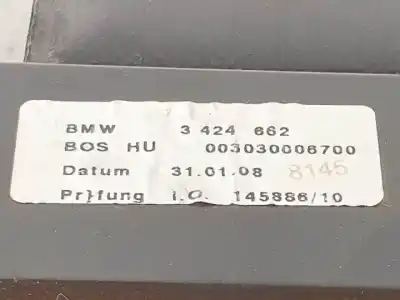 BMW 3 424 662
BOS HU 003030006700
Datum 31.01.08 8145
Pr}fung i.O. 145886/10